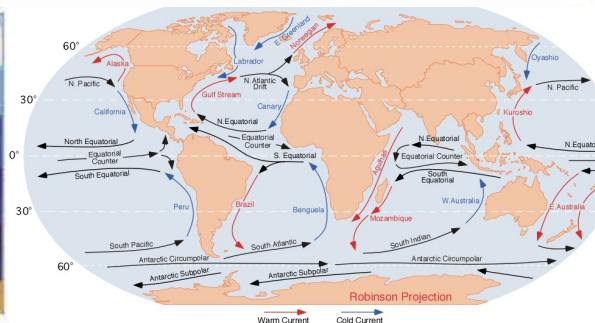 60°
30°
0°
30°
60°
Alaska
N. Pacific
California
North Equatorial
Equatorial
Counter
South Equatorial
Peru
South Pacific
Antarctic Circumpolar
Antarctic Subpolar
Labrador
E. Greenland
Norwegian
N.Atlantic
Drift
Gulf Stream
Canary
N.Equatorial
Equatorial
Counter
S. Equatorial
Brazil
Benguela
South Atlantic
Antarctic Subpolar
Agulhas
Mozambique
N.Equatorial
Equatorial Counter
South
Equatorial
W.Australia
South Indian
Antarctic Circumpolar
Oyashio
N. Pacific
Kuroshio
N.Equat
Counte
E.Australia
Robinson Projection
Warm Current
Cold Current